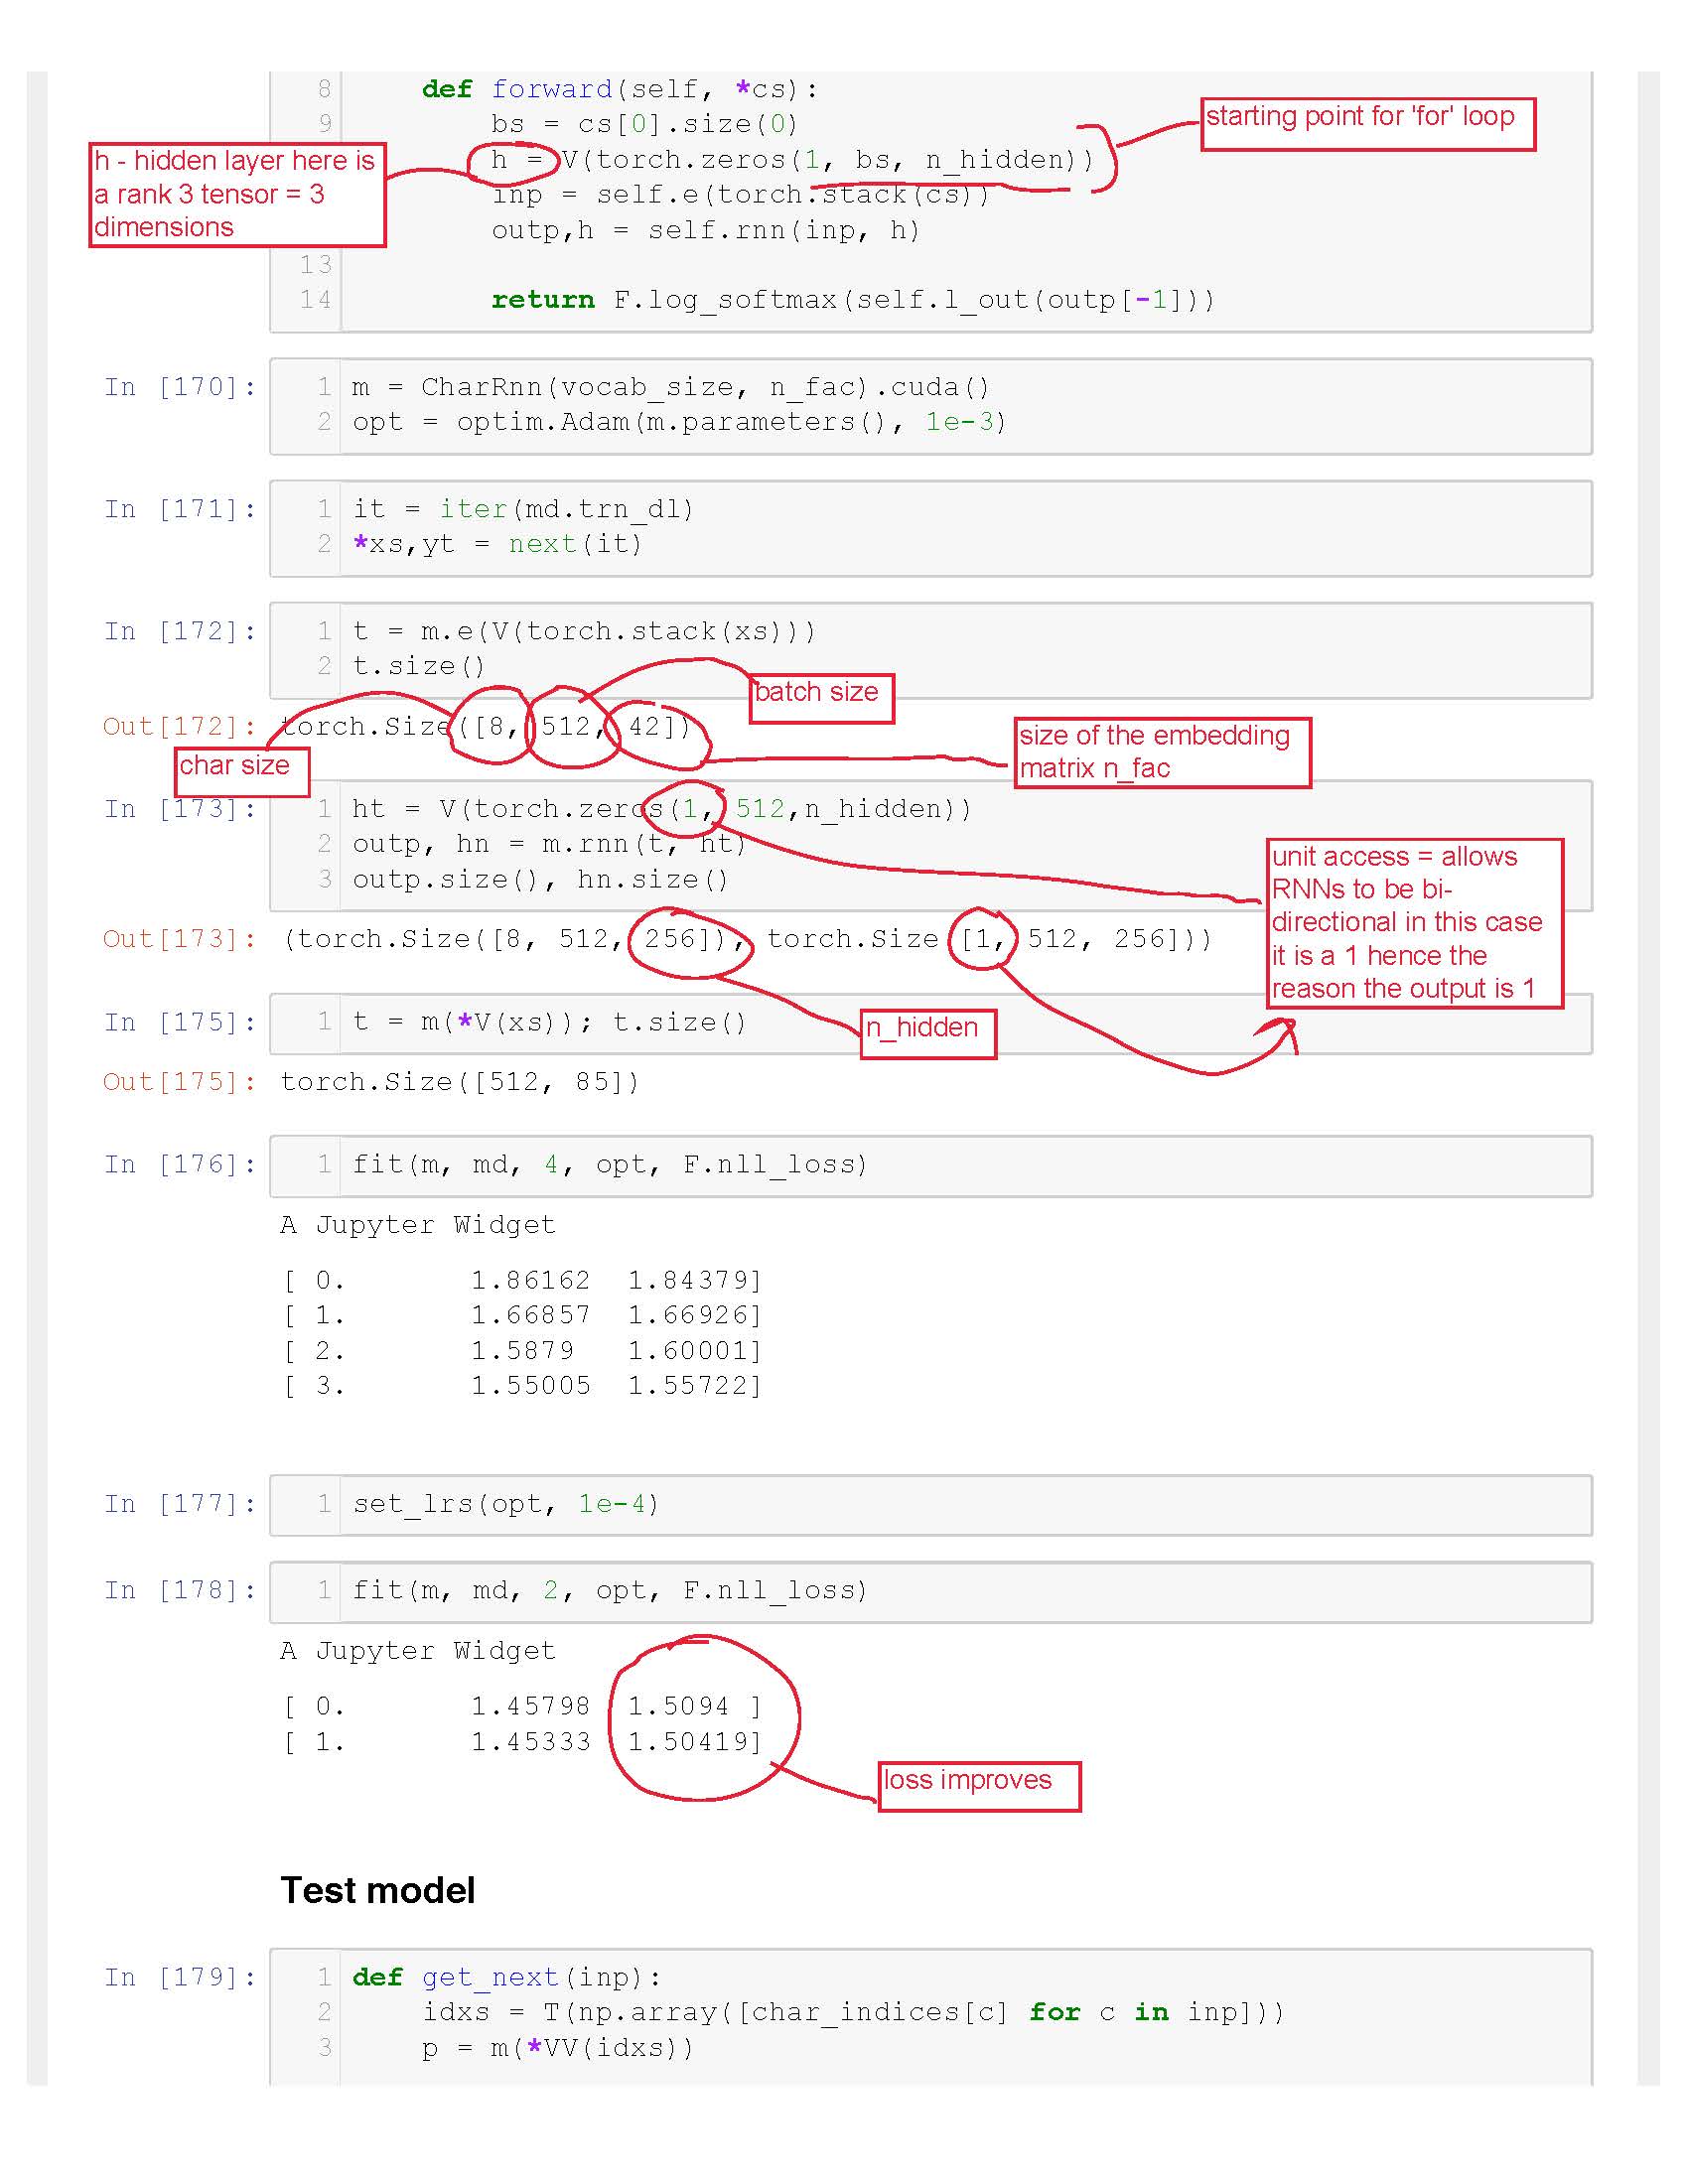 8 def forward(self, *cs):
9 bs = cs[0].size(0)
starting point for 'for' loop
h - hidden layer here is
a rank 3 tensor = 3
dimensions
h = V(torch.zeros(1, bs, n_hidden))
inp = self.e(torch.stack(cs))
outp,h = self.rnn(inp, h)
13
14 return F.log_softmax(self.l_out(outp[-1]))
In [170]:
1 m = CharRnn(vocab_size, n_fac).cuda()
2 opt = optim.Adam(m.parameters(), 1e-3)
In [171]:
1 it = iter(md.trn_dl)
2 *xs,yt = next(it)
In [172]:
1 t = m.e(V(torch.stack(xs)))
2 t.size()
batch size
Out[172]: torch.Size([8, 512, 42])
size of the embedding
matrix n_fac
char size
In [173]:
1 ht = V(torch.zeros(1, 512,n_hidden))
2 outp, hn = m.rnn(t, ht)
3 outp.size(), hn.size()
unit access = allows
RNNs to be bi-
directional in this case
it is a 1 hence the
reason the output is 1
Out[173]: (torch.Size([8, 512, 256]), torch.Size [1, 512, 256]))
n_hidden
In [175]:
1 t = m(*V(xs)); t.size()
Out[175]: torch.Size([512, 85])
In [176]:
1 fit(m, md, 4, opt, F.nll_loss)
A Jupyter Widget
[ 0. 1.86162 1.84379]
[ 1. 1.66857 1.66926]
[ 2. 1.5879 1.60001]
[ 3. 1.55005 1.55722]
In [177]:
1 set_lrs(opt, 1e-4)
In [178]:
1 fit(m, md, 2, opt, F.nll_loss)
A Jupyter Widget
[ 0. 1.45798 1.5094 ]
[ 1. 1.45333 1.50419]
loss improves
Test model
In [179]:
1 def get_next(inp):
2 idxs = T(np.array([char_indices[c] for c in inp]))
3 p = m(*VV(idxs))